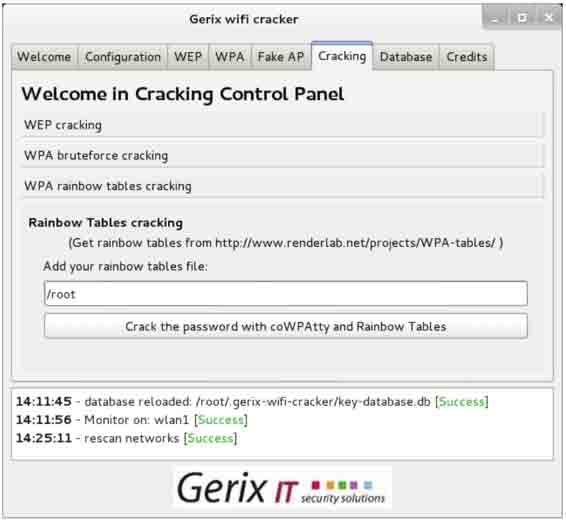 Gerix wifi cracker
Welcome Configuration WEP WPA Fake AP Cracking Database Credits
Welcome in Cracking Control Panel
WEP cracking
WPA bruteforce cracking
WPA rainbow tables cracking
Rainbow Tables cracking
(Get rainbow tables from http://www.renderlab.net/projects/WPA-tables/ )
Add your rainbow tables file:
/root
Crack the password with coWPAtty and Rainbow Tables
14:11:45 - database reloaded: /root/.gerix-wifi-cracker/key-database.db [Success]
14:11:56 - Monitor on: wlan1 [Success]
14:25:11 - rescan networks [Success]
Gerix IT security solutions